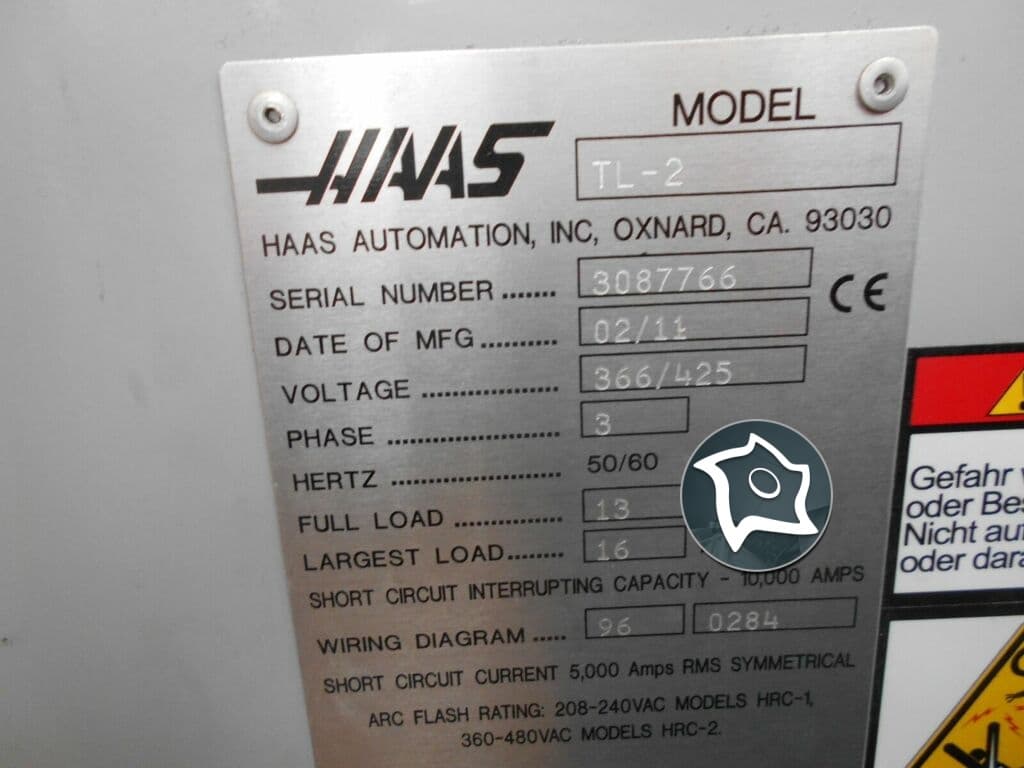 HAAS
MODEL
TL-2
HAAS AUTOMATION, INC, OXNARD, CA. 93030
SERIAL NUMBER ....... 3087766
CE
DATE OF MFG .......... 02/11
VOLTAGE ................. 366/425
PHASE ..................... 3
HERTZ ..................... 50/60
FULL LOAD ............. 13
LARGEST LOAD........ 16
SHORT CIRCUIT INTERRUPTING CAPACITY - 10,000 AMPS
WIRING DIAGRAM ..... 96 0284
SHORT CIRCUIT CURRENT 5,000 Amps RMS SYMMETRICAL
ARC FLASH RATING: 208-240VAC MODELS HRC-1,
360-480VAC MODELS HRC-2.
Gefahr
oder
Nicht
oder